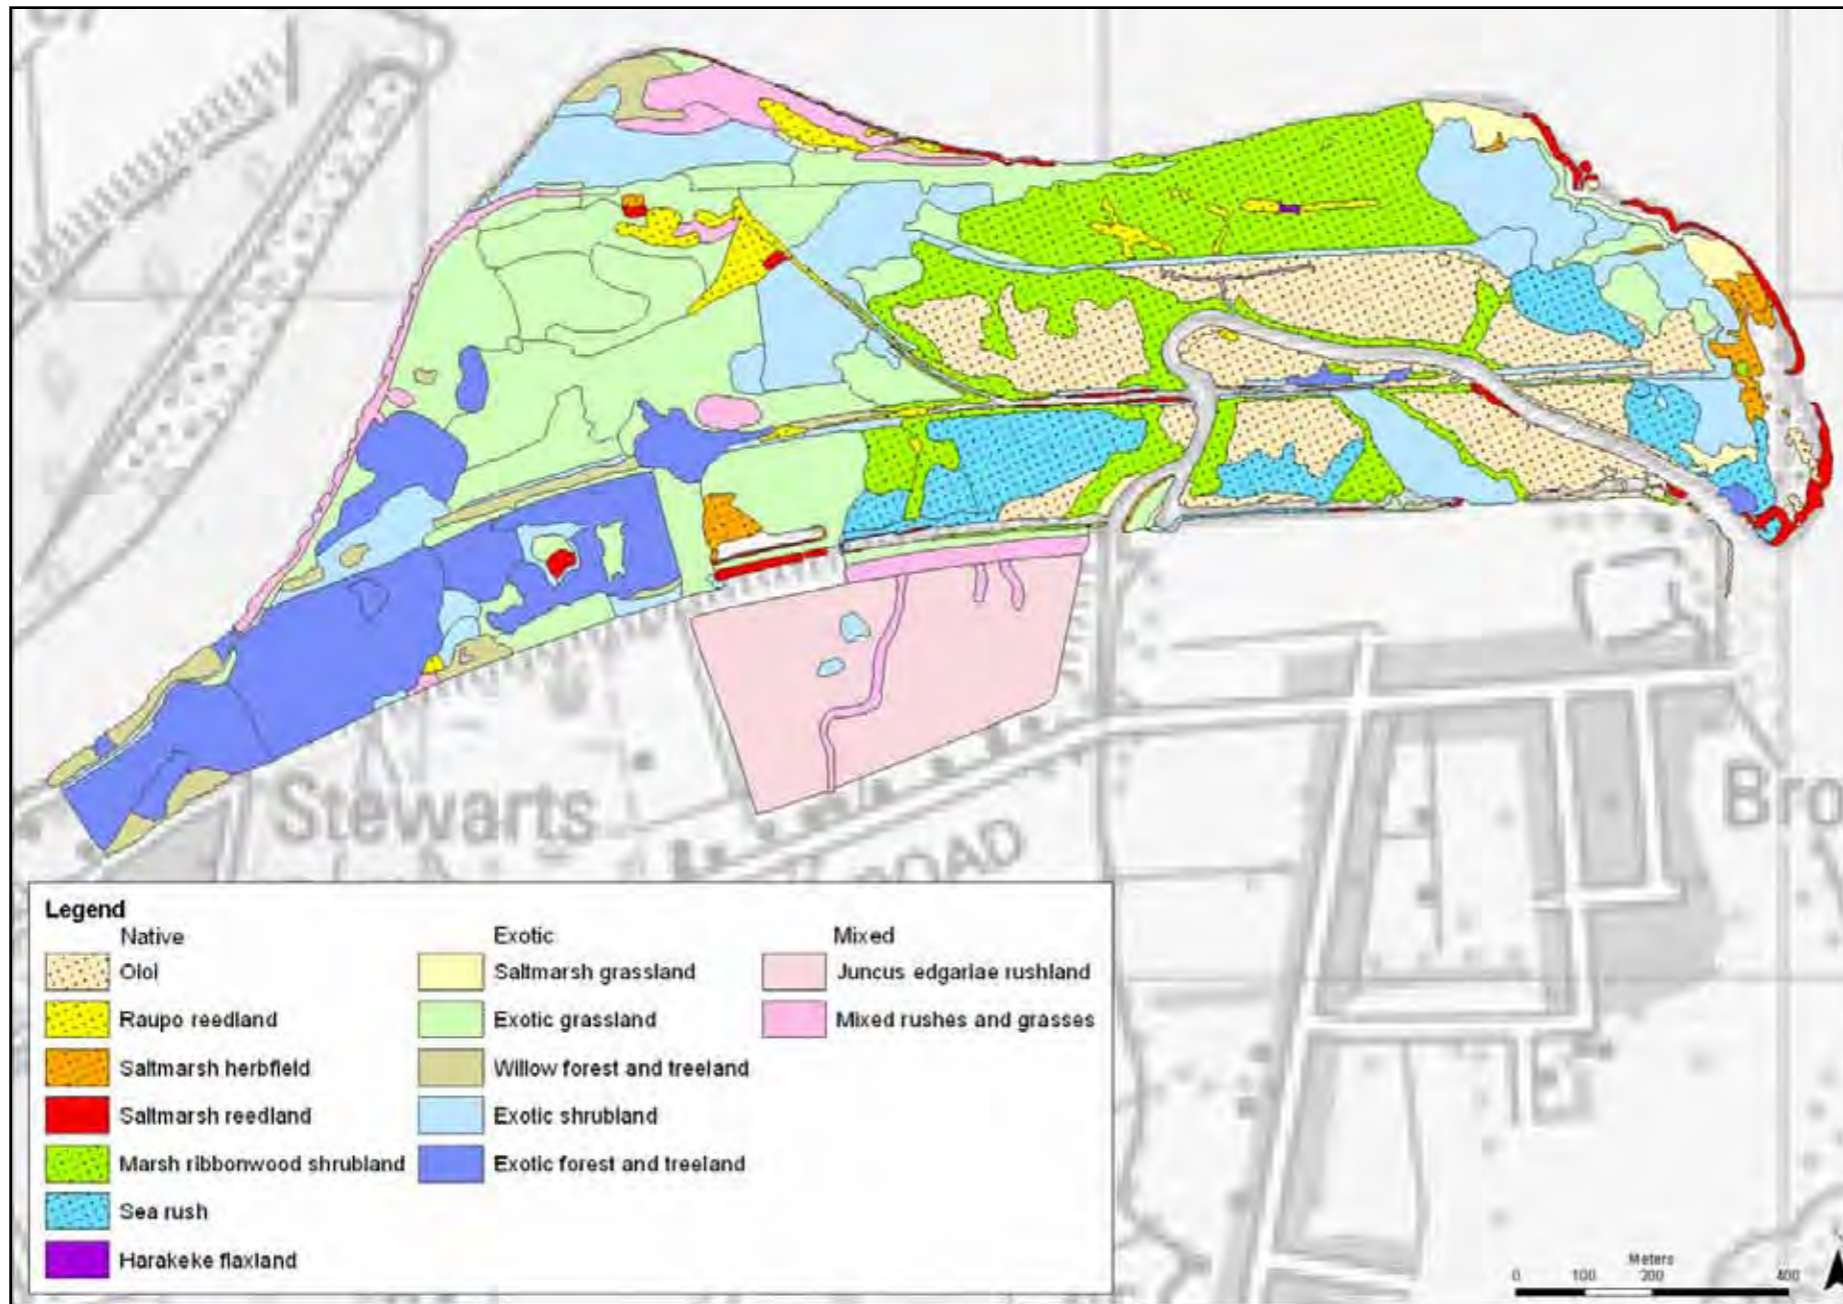 Stewarts
ROAD
Bro
Legend
Native
Oioi
Raupo reedland
Saltmarsh herbfield
Saltmarsh reedland
Marsh ribbonwood shrubland
Sea rush
Harakeke flaxland
Exotic
Saltmarsh grassland
Exotic grassland
Willow forest and treeland
Exotic shrubland
Exotic forest and treeland
Mixed
Juncus edgariae rushland
Mixed rushes and grasses
Meters
0 100 200 400